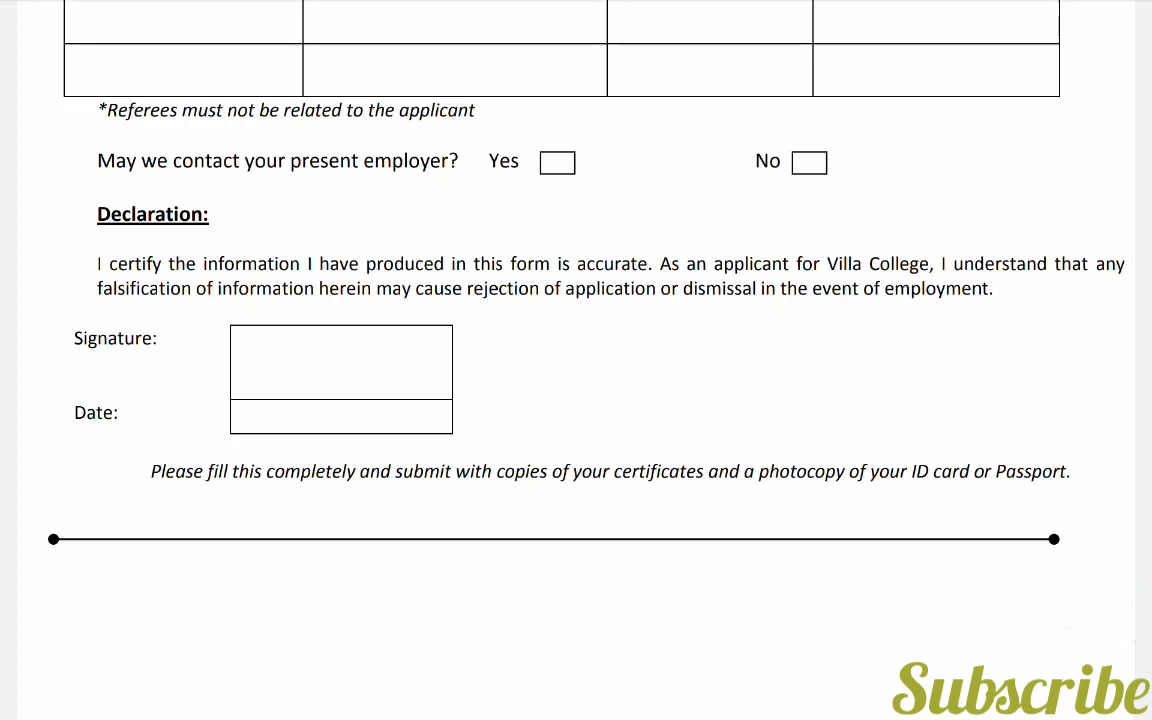 *Referees must not be related to the applicant
May we contact your present employer? Yes No
Declaration:
I certify the information I have produced in this form is accurate. As an applicant for Villa College, I understand that any
falsification of information herein may cause rejection of application or dismissal in the event of employment.
Signature:
Date:
Please fill this completely and submit with copies of your certificates and a photocopy of your ID card or Passport.
Subscribe